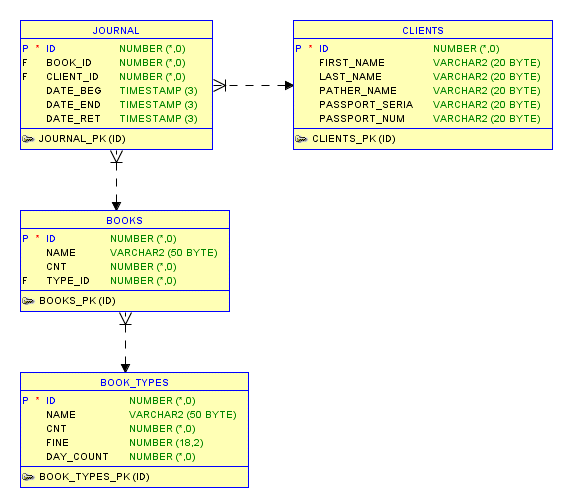 JOURNAL
P * ID NUMBER (*,0)
F BOOK_ID NUMBER (*,0)
F CLIENT_ID NUMBER (*,0)
DATE_BEG TIMESTAMP (3)
DATE_END TIMESTAMP (3)
DATE_RET TIMESTAMP (3)
JOURNAL_PK (ID)
CLIENTS
P * ID NUMBER (*,0)
FIRST_NAME VARCHAR2 (20 BYTE)
LAST_NAME VARCHAR2 (20 BYTE)
PATHER_NAME VARCHAR2 (20 BYTE)
PASSPORT_SERIA VARCHAR2 (20 BYTE)
PASSPORT_NUM VARCHAR2 (20 BYTE)
CLIENTS_PK (ID)
BOOKS
P * ID NUMBER (*,0)
NAME VARCHAR2 (50 BYTE)
CNT NUMBER (*,0)
F TYPE_ID NUMBER (*,0)
BOOKS_PK (ID)
BOOK_TYPES
P * ID NUMBER (*,0)
NAME VARCHAR2 (50 BYTE)
CNT NUMBER (*,0)
FINE NUMBER (18,2)
DAY_COUNT NUMBER (*,0)
BOOK_TYPES_PK (ID)